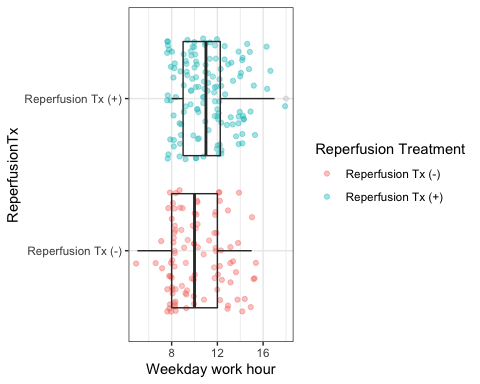 Reperfusion Tx (+)
Reperfusion Tx (-)
ReperfusionTx
8 12 16
Weekday work hour
Reperfusion Treatment
Reperfusion Tx (-)
Reperfusion Tx (+)